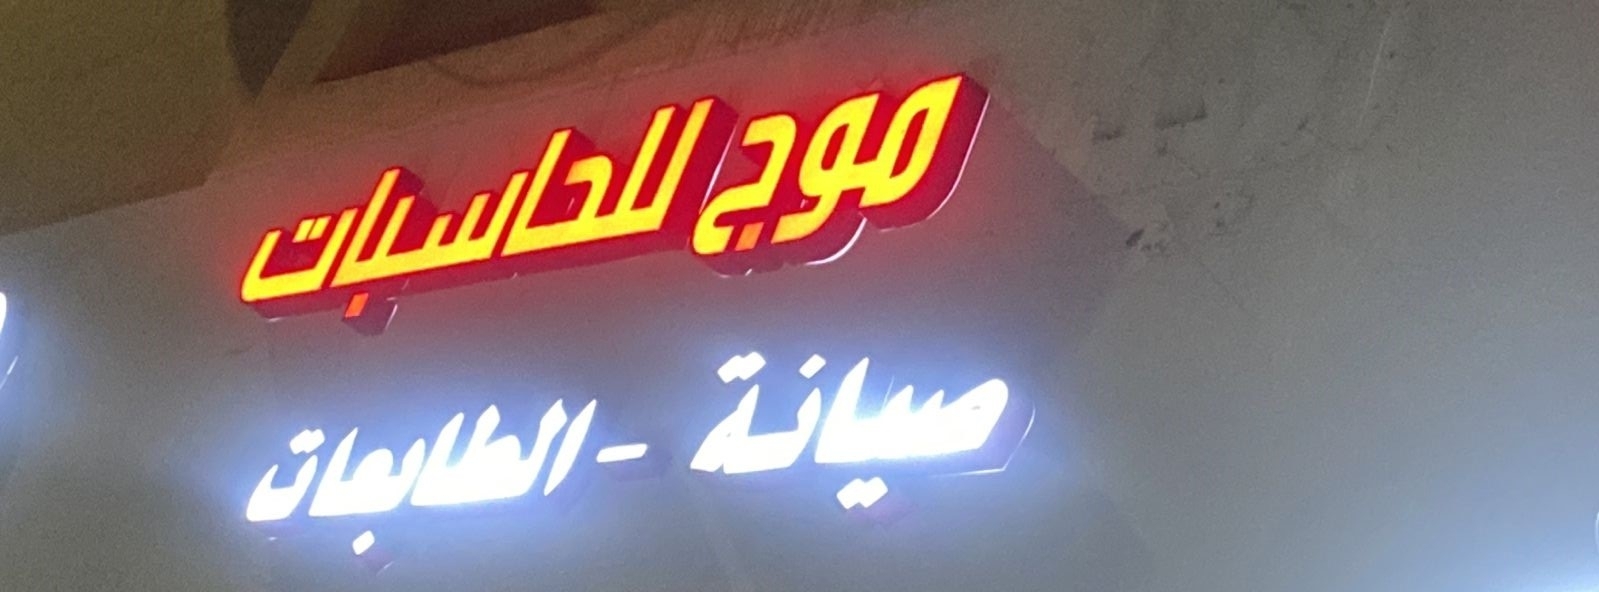 موج للحاسبات
صيانة - الطابعات